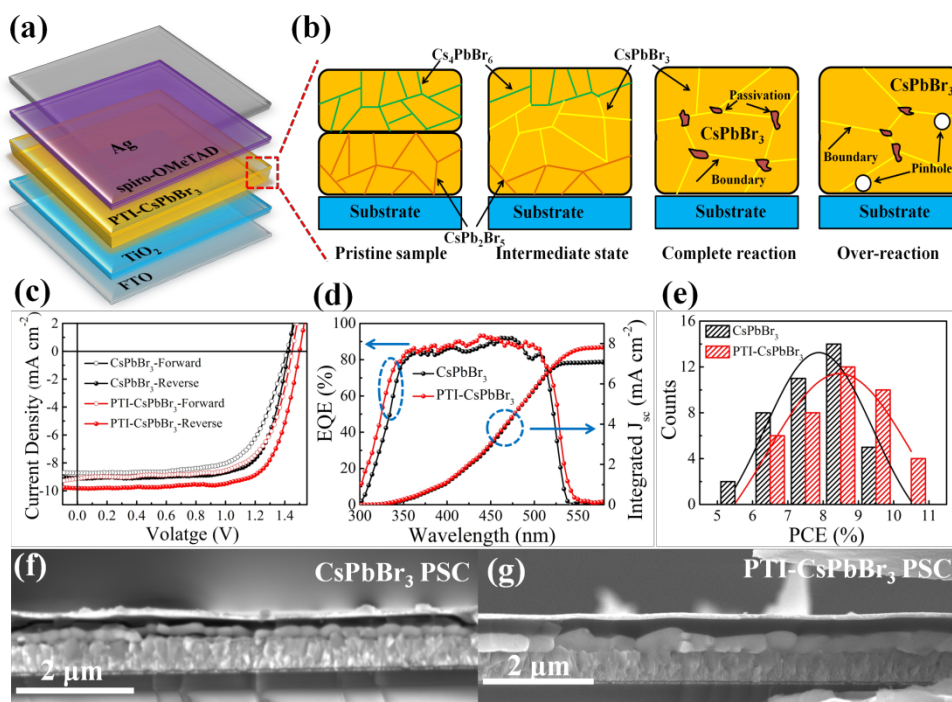 (a)
Ag
spiro-OMeTAD
PTI-CsPbBr₃
TiO₂
FTO
(b)
Cs₄PbBr₆
CsPbBr₃
CsPbBr₃
Passivation
CsPbBr₃
Boundary
Boundary
Pinhole
Substrate
Substrate
Substrate
Substrate
CsPb₂Br₅
Pristine sample
Intermediate state
Complete reaction
Over-reaction
(c)
Current Density (mA cm⁻²)
0
-2
-4
-6
-8
-10
CsPbBr₃-Forward
CsPbBr₃-Reverse
PTI-CsPbBr₃-Forward
PTI-CsPbBr₃-Reverse
0.0 0.2 0.4 0.6 0.8 1.0 1.2 1.4
Volatge (V)
(d)
EQE (%)
100
80
60
40
20
0
CsPbBr₃
PTI-CsPbBr₃
8
6
4
2
0
Integrated Jsc (mA cm⁻²)
300 350 400 450 500 550
Wavelength (nm)
(e)
Counts
16
12
8
4
0
CsPbBr₃
PTI-CsPbBr₃
5 6 7 8 9 10 11
PCE (%)
(f)
CsPbBr₃ PSC
2 µm
(g)
PTI-CsPbBr₃ PSC
2 µm